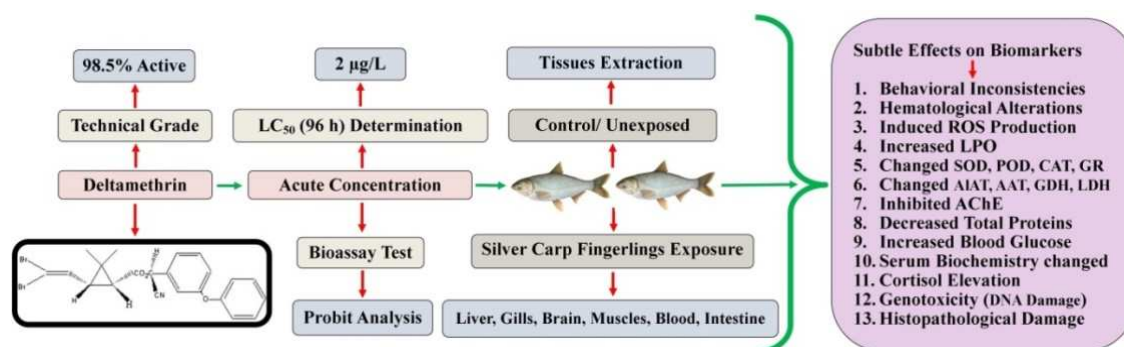 98.5% Active
2 µg/L
Tissues Extraction
Technical Grade
LC₅₀ (96 h) Determination
Control/ Unexposed
Deltamethrin
Acute Concentration
Bioassay Test
Silver Carp Fingerlings Exposure
Probit Analysis
Liver, Gills, Brain, Muscles, Blood, Intestine
Br
Br
H
H
H
CO₂
CN
O
Subtle Effects on Biomarkers
1. Behavioral Inconsistencies
2. Hematological Alterations
3. Induced ROS Production
4. Increased LPO
5. Changed SOD, POD, CAT, GR
6. Changed AlAT, AAT, GDH, LDH
7. Inhibited AChE
8. Decreased Total Proteins
9. Increased Blood Glucose
10. Serum Biochemistry changed
11. Cortisol Elevation
12. Genotoxicity (DNA Damage)
13. Histopathological Damage